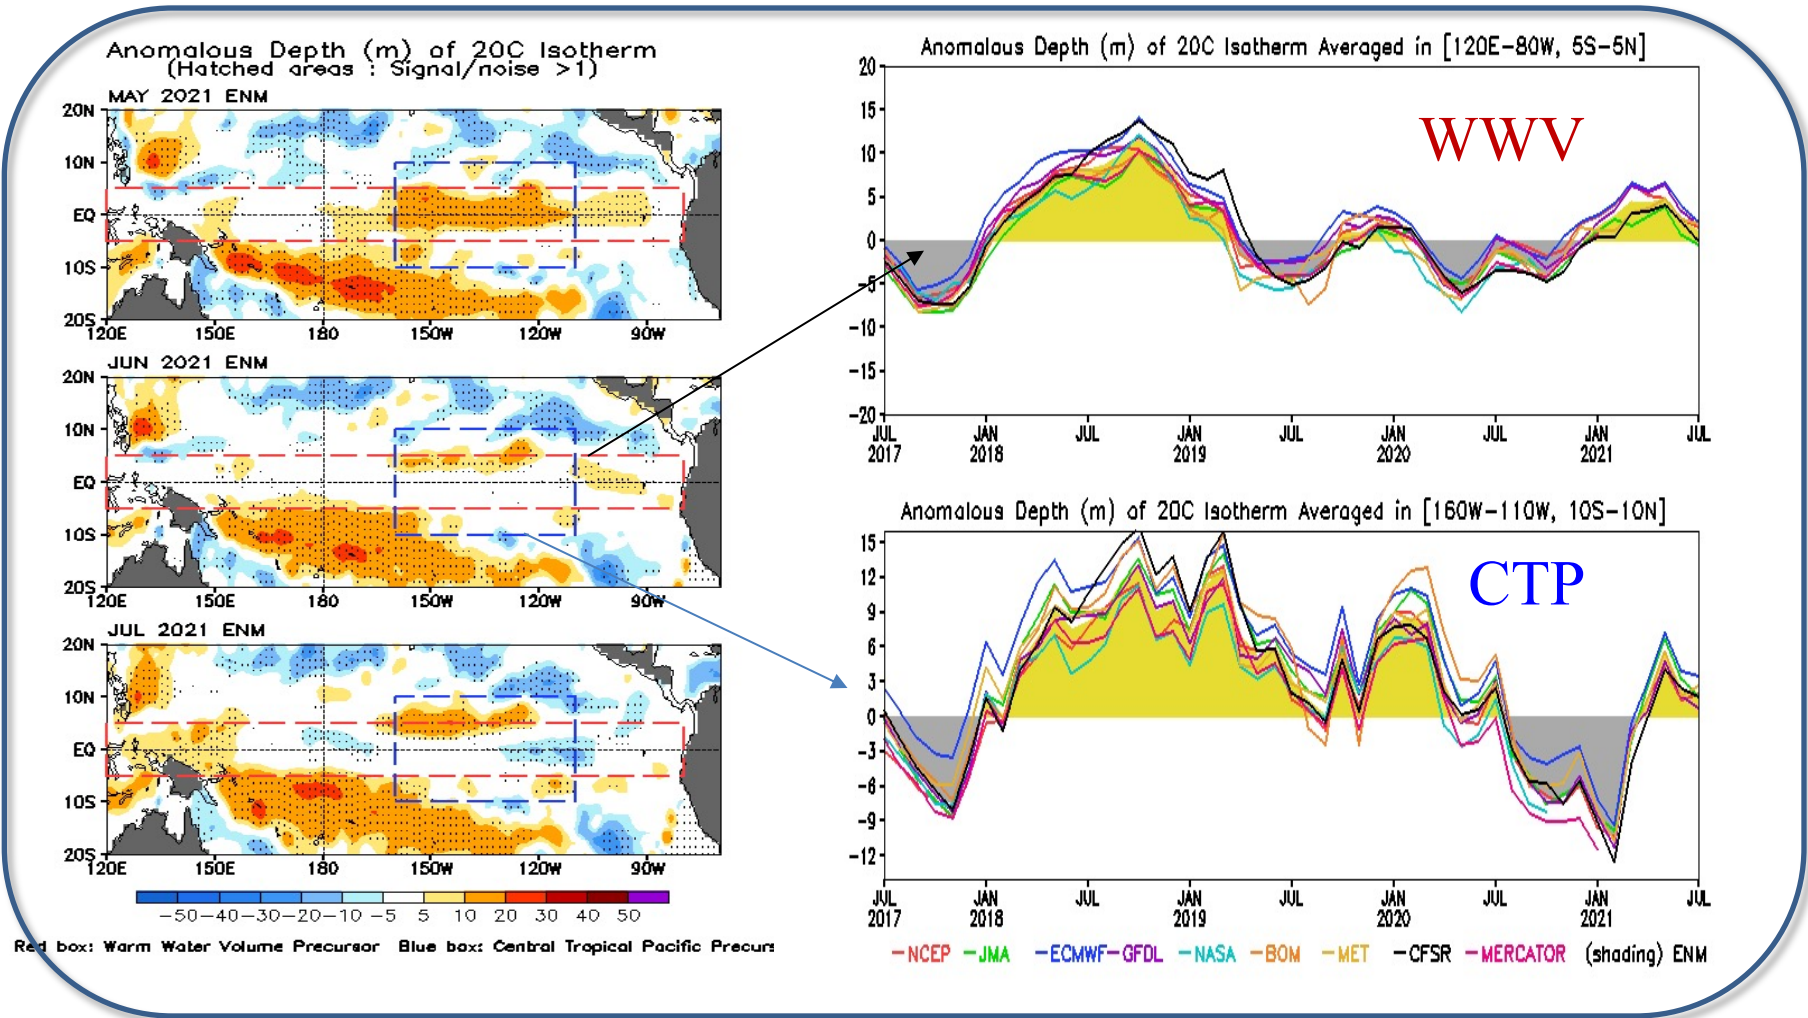 Anomalous Depth (m) of 20C Isotherm
(Hatched areas : Signal/noise >1)
MAY 2021 ENM
20N
10N
EQ
10S
20S
120E 150E 180 150W 120W 90W
JUN 2021 ENM
20N
10N
EQ
10S
20S
120E 150E 180 150W 120W 90W
JUL 2021 ENM
20N
10N
EQ
10S
20S
120E 150E 180 150W 120W 90W
-50 -40 -30 -20 -10 -5 5 10 20 30 40 50
Red box: Warm Water Volume Precursor Blue box: Central Tropical Pacific Precurs
Anomalous Depth (m) of 20C Isotherm Averaged in [120E-80W, 5S-5N]
WWV
20
15
10
5
0
-5
-10
-15
-20
JUL JAN JUL JAN JUL JAN JUL JAN JUL
2017 2018 2019 2020 2021
Anomalous Depth (m) of 20C Isotherm Averaged in [160W-110W, 10S-10N]
CTP
15
12
9
6
3
0
-3
-6
-9
-12
JUL JAN JUL JAN JUL JAN JUL JAN JUL
2017 2018 2019 2020 2021
NCEP JMA ECMWF GFDL NASA BOM MET CFSR MERCATOR (shading) ENM